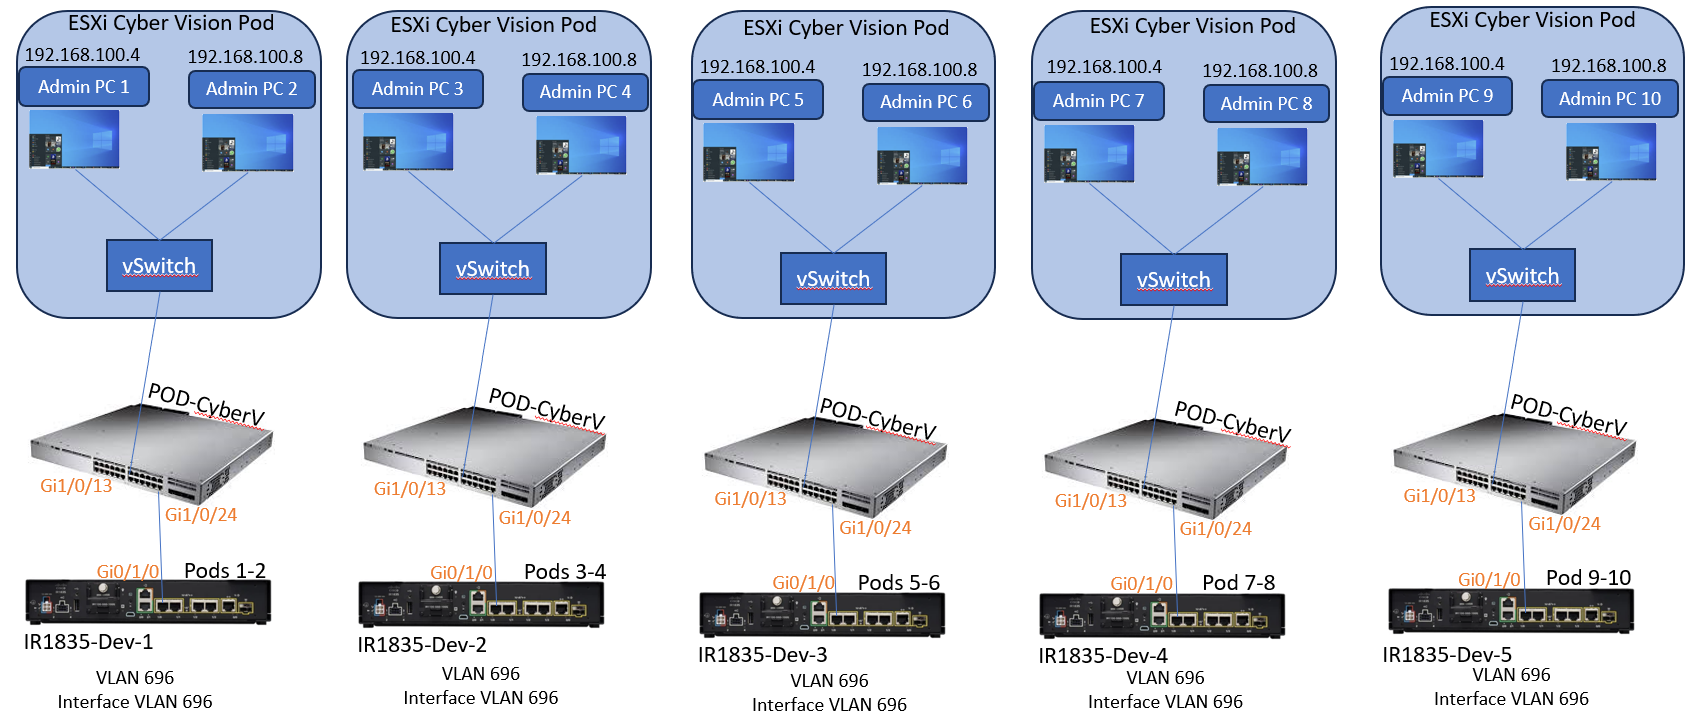 ESXi Cyber Vision Pod
192.168.100.4
192.168.100.8
Admin PC 1
Admin PC 2
vSwitch
POD-CyberV
Gi1/0/13
Gi1/0/24
Gi0/1/0
Pods 1-2
IR1835-Dev-1
VLAN 696
Interface VLAN 696
ESXi Cyber Vision Pod
192.168.100.4
192.168.100.8
Admin PC 3
Admin PC 4
vSwitch
POD-CyberV
Gi1/0/13
Gi1/0/24
Gi0/1/0
Pods 3-4
IR1835-Dev-2
VLAN 696
Interface VLAN 696
ESXi Cyber Vision Pod
192.168.100.4
192.168.100.8
Admin PC 5
Admin PC 6
vSwitch
POD-CyberV
Gi1/0/13
Gi1/0/24
Gi0/1/0
Pods 5-6
IR1835-Dev-3
VLAN 696
Interface VLAN 696
ESXi Cyber Vision Pod
192.168.100.4
192.168.100.8
Admin PC 7
Admin PC 8
vSwitch
POD-CyberV
Gi1/0/13
Gi1/0/24
Gi0/1/0
Pod 7-8
IR1835-Dev-4
VLAN 696
Interface VLAN 696
ESXi Cyber Vision Pod
192.168.100.4
192.168.100.8
Admin PC 9
Admin PC 10
vSwitch
POD-CyberV
Gi1/0/13
Gi1/0/24
Gi0/1/0
Pod 9-10
IR1835-Dev-5
VLAN 696
Interface VLAN 696